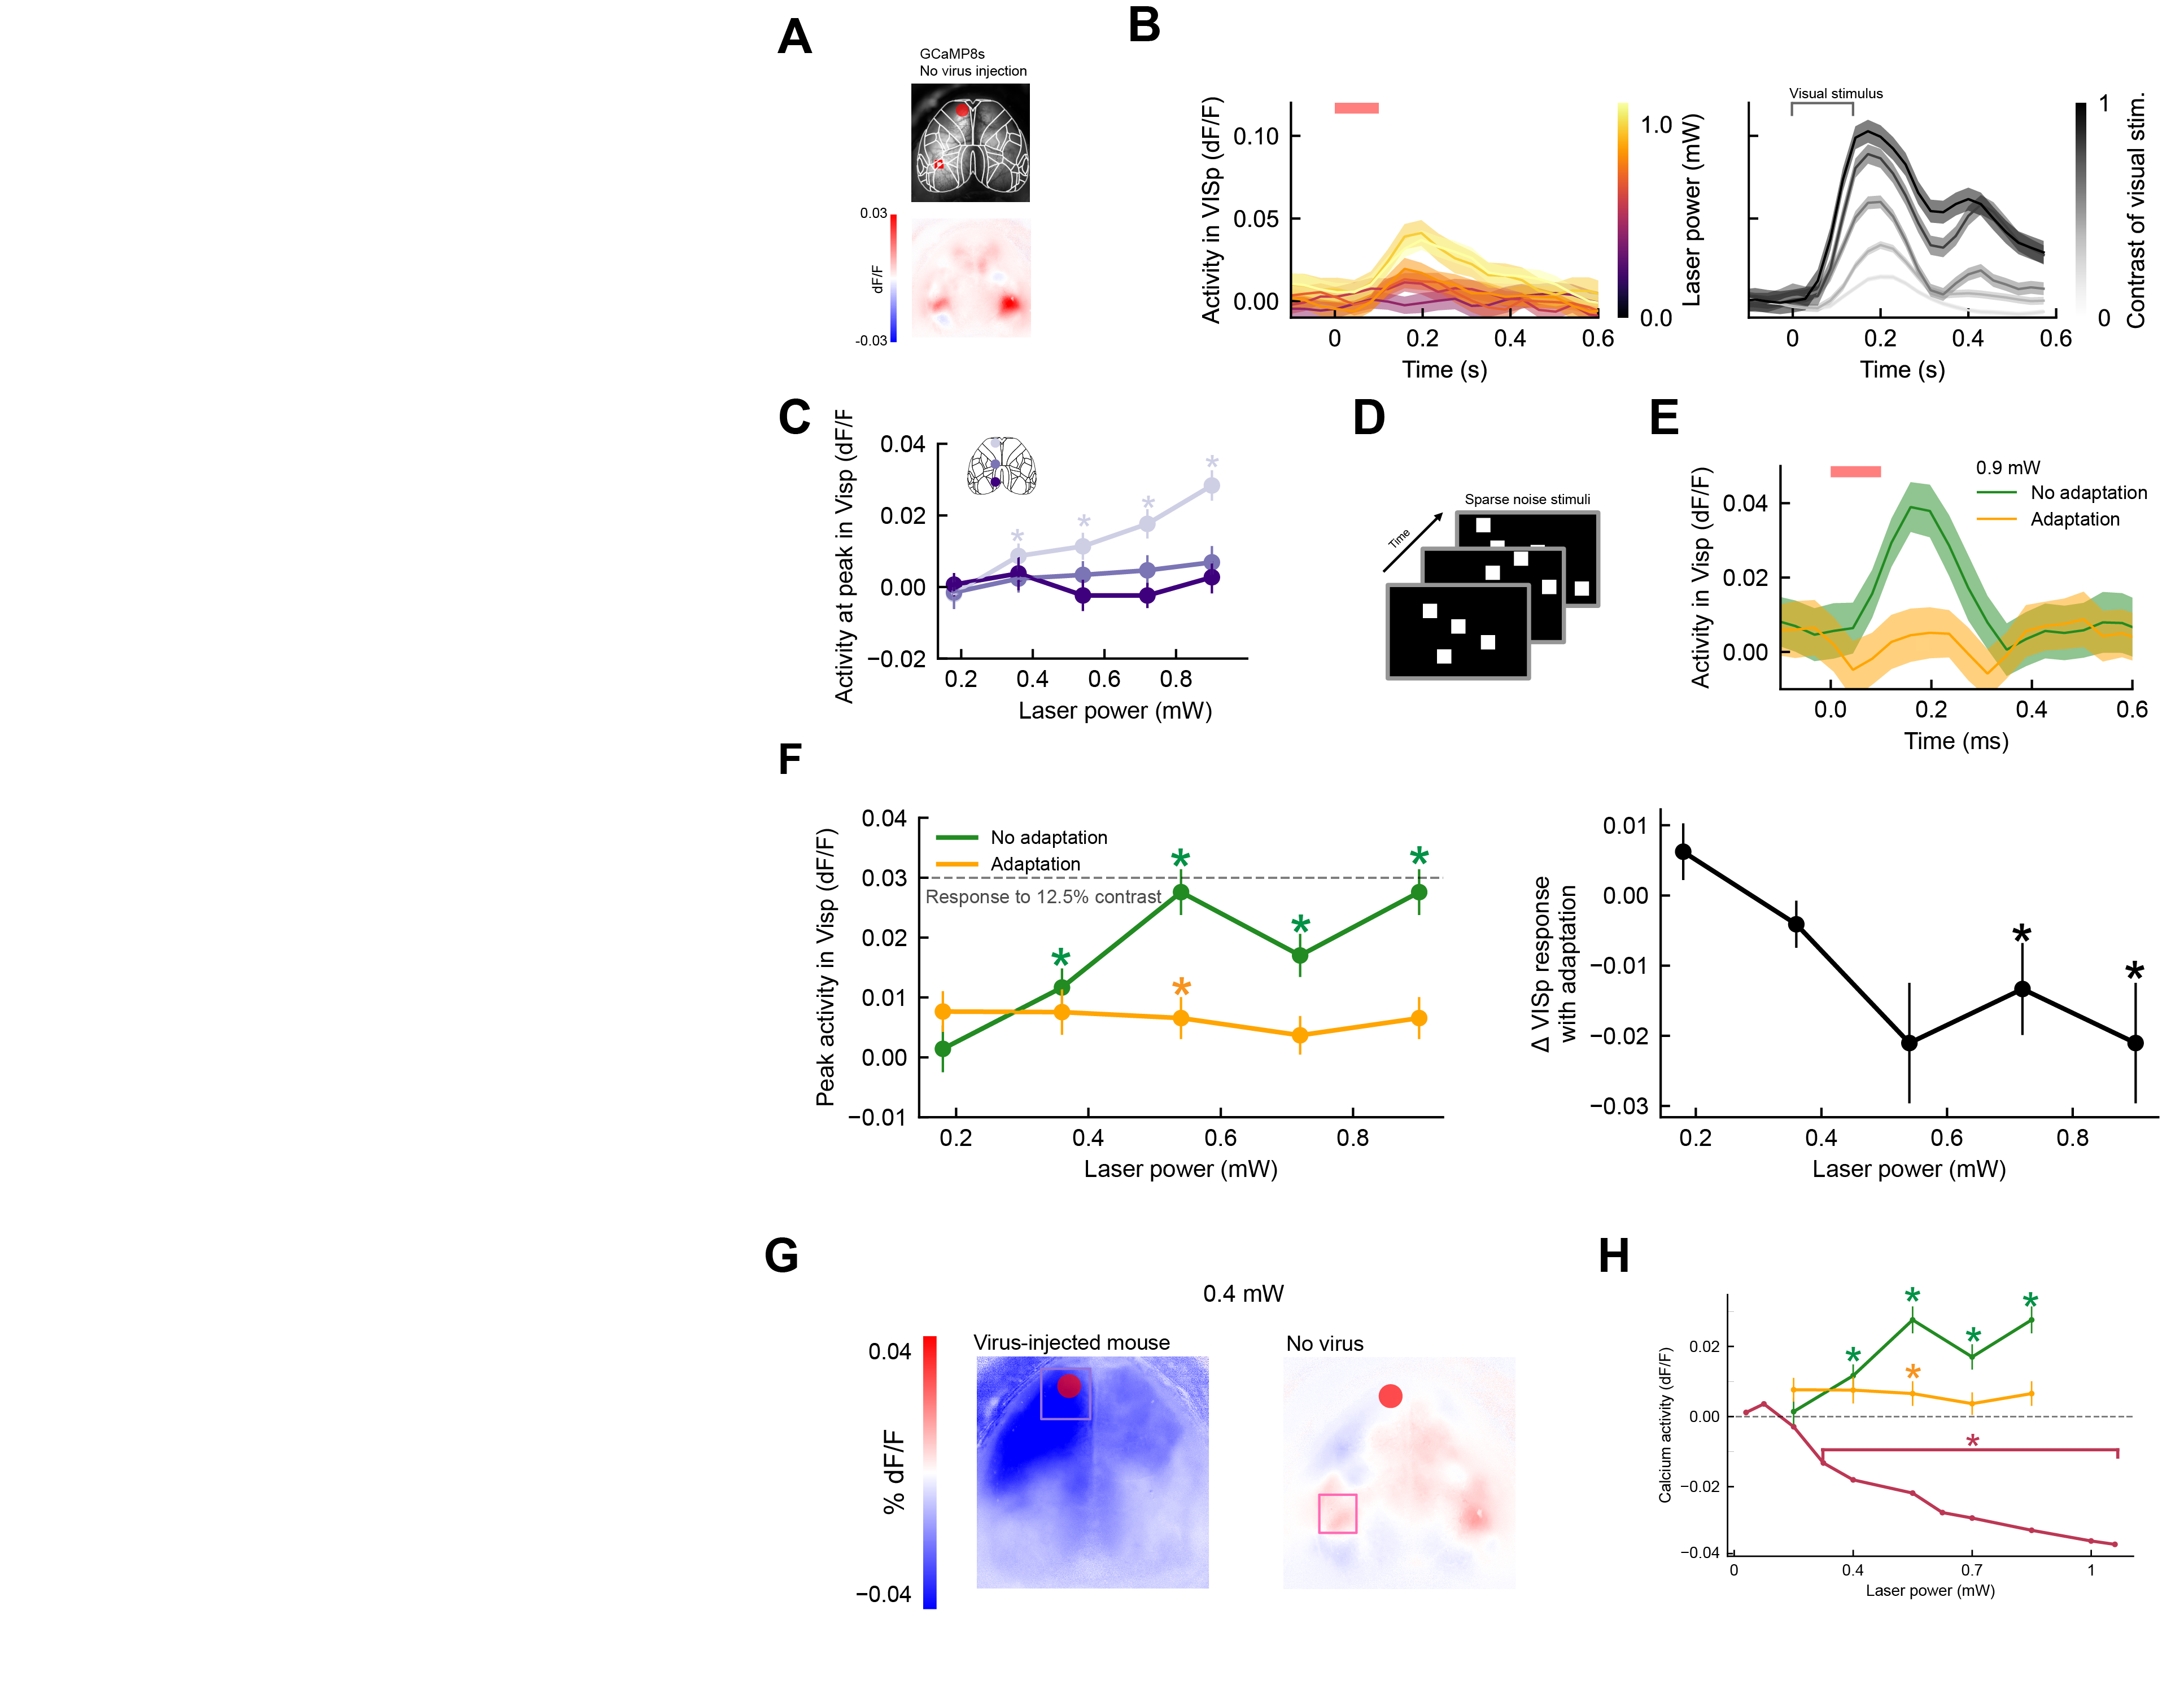 A
GCaMP8s
No virus injection
0.03
dF/F
-0.03
B
Activity in VISp (dF/F)
0.10
0.05
0.00
0
0.2
0.4
0.6
Time (s)
1.0
0.0
Laser power (mW)
Visual stimulus
0
0.2
0.4
0.6
Time (s)
1
0
Contrast of visual stim.
C
Activity at peak in Visp (dF/F
0.04
0.02
0.00
−0.02
*
*
*
*
0.2
0.4
0.6
0.8
Laser power (mW)
D
Sparse noise stimuli
Time
E
Activity in Visp (dF/F)
0.04
0.02
0.00
0.9 mW
No adaptation
Adaptation
0.0
0.2
0.4
0.6
Time (ms)
F
Peak activity in Visp (dF/F)
0.04
0.03
0.02
0.01
0.00
−0.01
No adaptation
Adaptation
Response to 12.5% contrast
*
*
*
*
*
0.2
0.4
0.6
0.8
Laser power (mW)
Δ VISp response
with adaptation
0.01
0.00
−0.01
−0.02
−0.03
*
*
0.2
0.4
0.6
0.8
Laser power (mW)
G
0.4 mW
% dF/F
0.04
−0.04
Virus-injected mouse
No virus
H
Calcium activity (dF/F)
0.02
0.00
−0.02
−0.04
*
*
*
*
*
*
0
0.4
0.7
1
Laser power (mW)